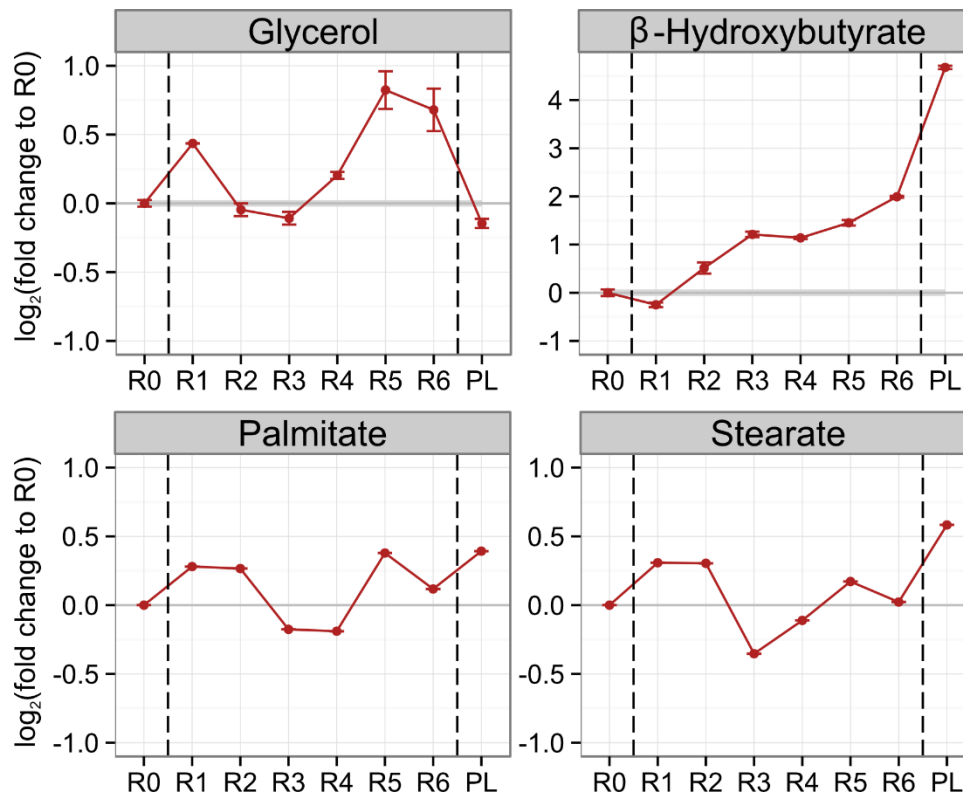 Glycerol
log₂(fold change to R0)
1.0
0.5
0.0
-0.5
-1.0
R0 R1 R2 R3 R4 R5 R6 PL
β-Hydroxybutyrate
4
3
2
1
0
-1
R0 R1 R2 R3 R4 R5 R6 PL
Palmitate
log₂(fold change to R0)
1.0
0.5
0.0
-0.5
-1.0
R0 R1 R2 R3 R4 R5 R6 PL
Stearate
1.0
0.5
0.0
-0.5
-1.0
R0 R1 R2 R3 R4 R5 R6 PL